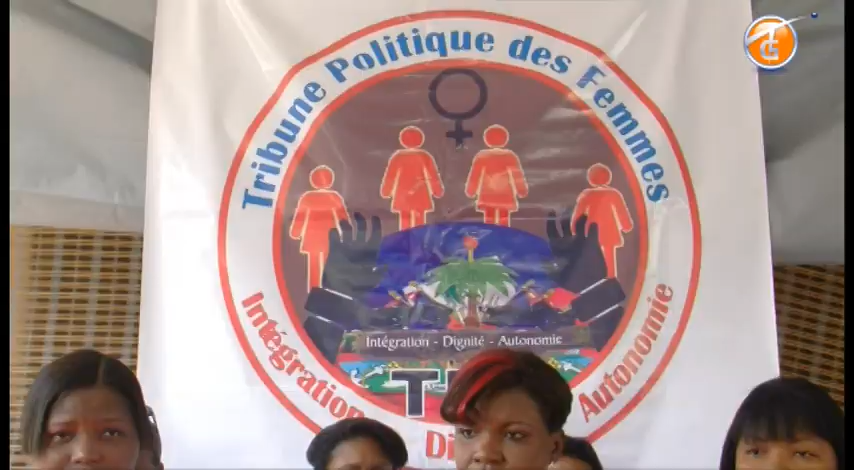 Tribune Politique des Femmes
Intégration - Dignité - Autonomie
Intégration
Autonomie